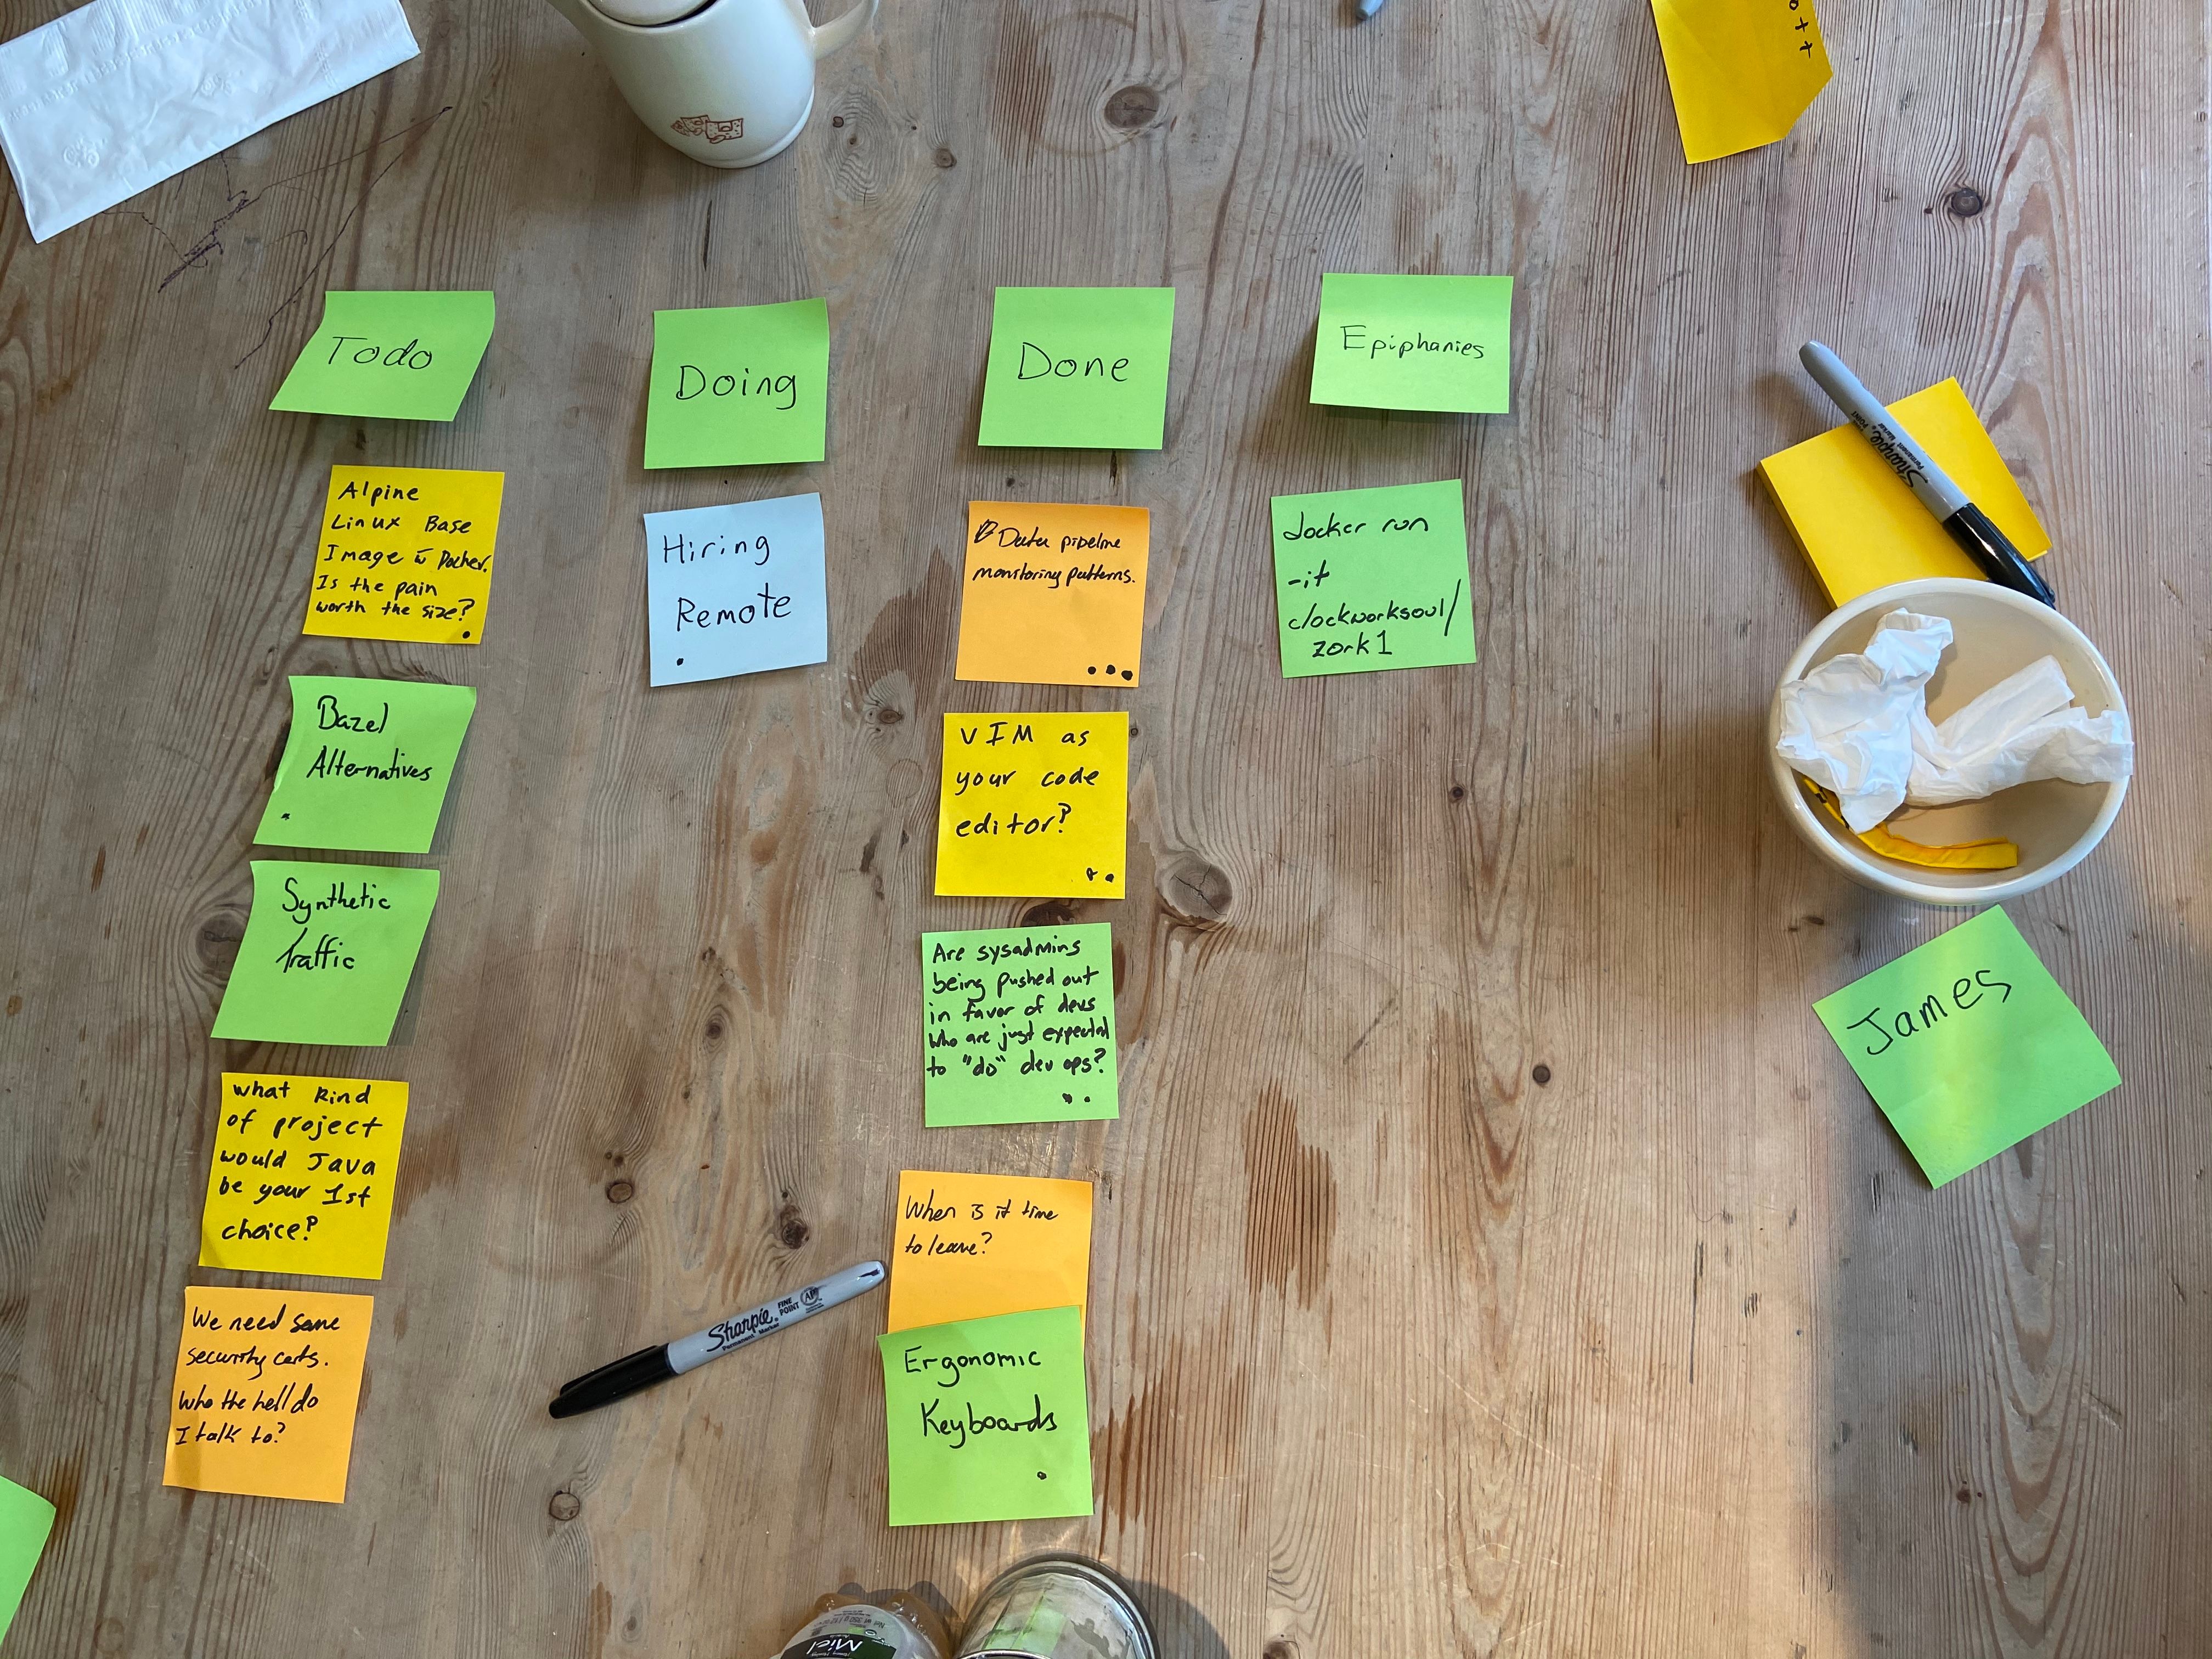 Todo
Alpine
Linux Base
Image w̄ Docker.
Is the pain
worth the size?
Bazel
Alternatives
Synthetic
Traffic
what kind
of project
would Java
be your 1st
choice?
We need some
security certs.
Who the hell do
I talk to?
Doing
Hiring
Remote
Done
Data pipeline
monitoring patterns.
VIM as
your code
editor?
Are sysadmins
being pushed out
in favor of devs
who are just expected
to "do" dev ops?
When is it time
to leave?
Ergonomic
Keyboards
Epiphanies
docker run
-it
clockworksoul/
zork1
James
Sharpie
FINE
POINT
Permanent Marker
Sharpie
Permanent Marker
Miel